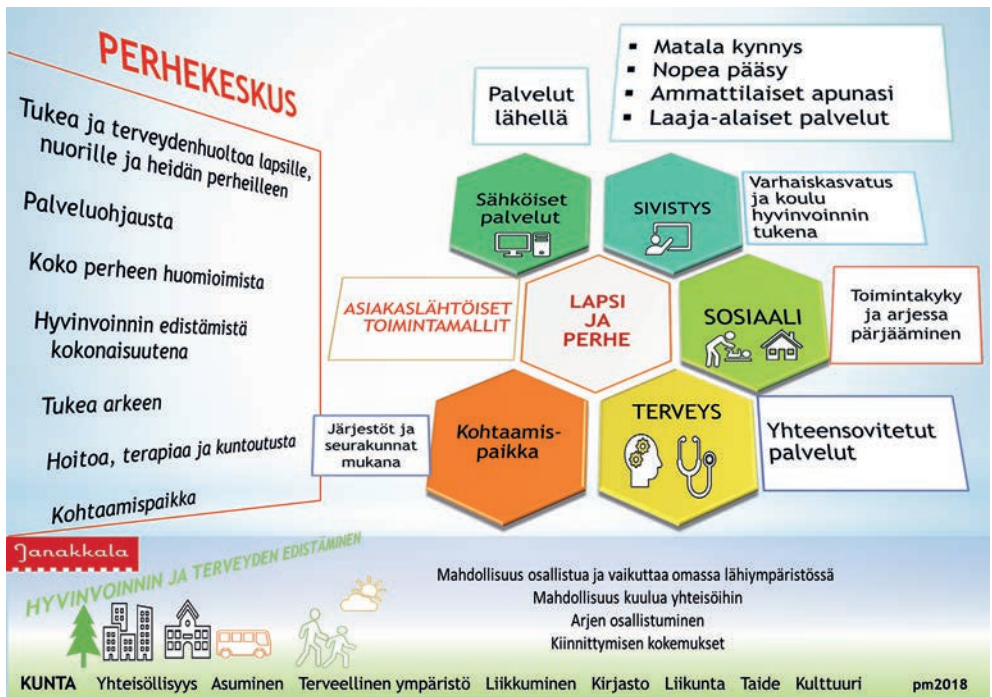 PERHEKESKUS
Tukea ja terveydenhuoltoa lapsille,
nuorille ja heidän perheilleen
Palveluohjausta
Koko perheen huomioimista
Hyvinvoinnin edistämistä
kokonaisuutena
Tukea arkeen
Hoitoa, terapiaa ja kuntoutusta
Kohtaamispaikka
Palvelut
lähellä
▪ Matala kynnys
▪ Nopea pääsy
▪ Ammattilaiset apunasi
▪ Laaja-alaiset palvelut
Sähköiset
palvelut
SIVISTYS
Varhaiskasvatus
ja koulu
hyvinvoinnin
tukena
ASIAKASLÄHTÖISET
TOIMINTAMALLIT
LAPSI
JA
PERHE
SOSIAALI
Toimintakyky
ja arjessa
pärjääminen
Järjestöt ja
seurakunnat
mukana
Kohtaamis-
paikka
TERVEYS
Yhteensovitetut
palvelut
Janakkala
HYVINVOINNIN JA TERVEYDEN EDISTÄMINEN
Mahdollisuus osallistua ja vaikuttaa omassa lähiympäristössä
Mahdollisuus kuulua yhteisöihin
Arjen osallistuminen
Kiinnittymisen kokemukset
KUNTA Yhteisöllisyys Asuminen Terveellinen ympäristö Liikkuminen Kirjasto Liikunta Taide Kulttuuri pm2018